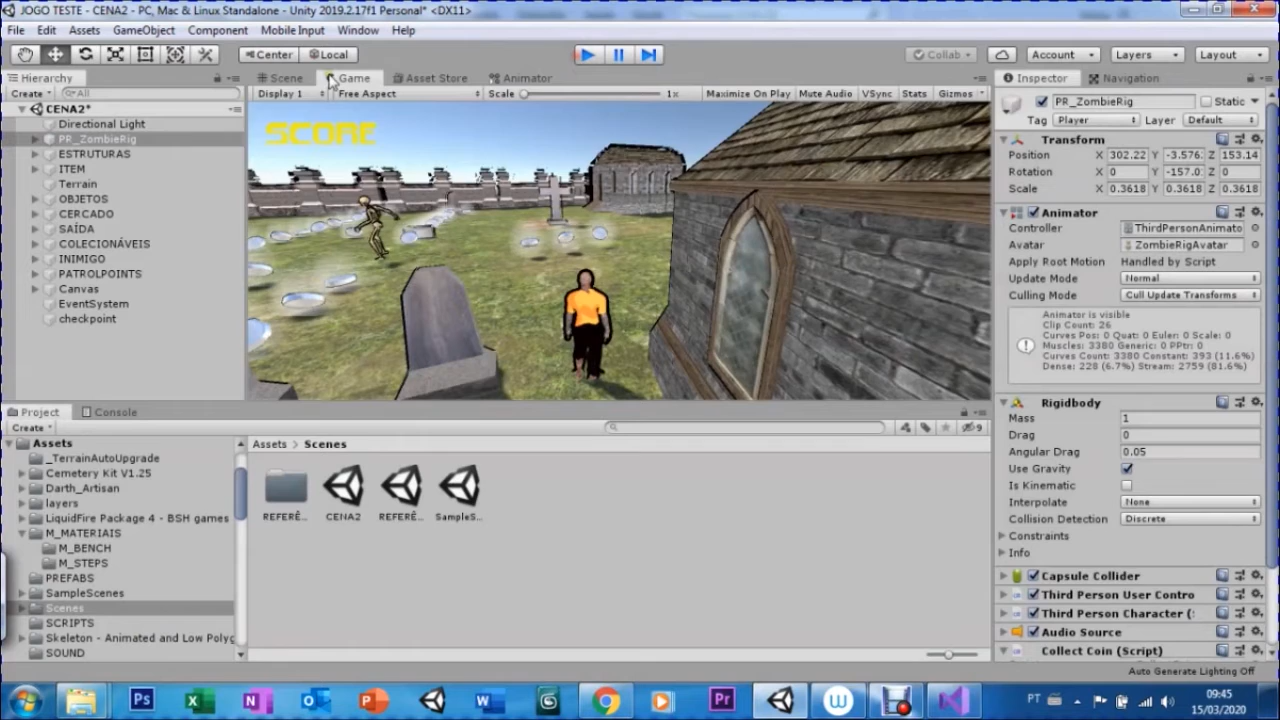 JOGO TESTE - CENA2 - PC, Mac & Linux Standalone - Unity 2019.2.17f1 Personal* <DX11>
File Edit Assets GameObject Component Mobile Input Window Help
Center Local Collab Account Layers Layout
Hierarchy Scene Game Asset Store Animator Inspector Navigation
Create All Display 1 Free Aspect Scale 1x Maximize On Play Mute Audio VSync Stats Gizmos
PR_ZombieRig Static
CENA2*
Tag Player Layer Default
Directional Light
PR_ZombieRig
ESTRUTURAS
ITEM
Terrain
OBJETOS
CERCADO
SAÍDA
COLECIONÁVEIS
INIMIGO
PATROLPOINTS
Canvas
EventSystem
checkpoint
SCORE
Transform
Position X 302.22 Y -3.576 Z 153.14
Rotation X 0 Y -157.0 Z 0
Scale X 0.3618 Y 0.3618 Z 0.3618
Animator
Controller ThirdPersonAnimato
Avatar ZombieRigAvatar
Apply Root Motion Handled by Script
Update Mode Normal
Culling Mode Cull Update Transforms
Animator is visible
Clip Count: 26
Curves Pos: 0 Quat: 0 Euler: 0 Scale: 0
Muscles: 3380 Generic: 0 PPtr: 0
Curves Count: 3380 Constant: 393 (11.6%)
Dense: 228 (6.7%) Stream: 2759 (81.6%)
Rigidbody
Mass 1
Drag 0
Angular Drag 0.05
Use Gravity
Is Kinematic
Interpolate None
Collision Detection Discrete
Constraints
Info
Capsule Collider
Third Person User Contro
Third Person Character (
Audio Source
Collect Coin (Script)
Project Console
Create 9
Assets
_TerrainAutoUpgrade
Cemetery Kit V1.25
Darth_Artisan
layers
LiquidFire Package 4 - BSH games
M_MATERIAIS
M_BENCH
M_STEPS
PREFABS
SampleScenes
Scenes
SCRIPTS
Skeleton - Animated and Low Polyg
SOUND
Assets > Scenes
REFERÊ... CENA2 REFERÊ... SampleS...
Auto Generate Lighting Off
Ps N W Pr W
PT 09:45
15/03/2020